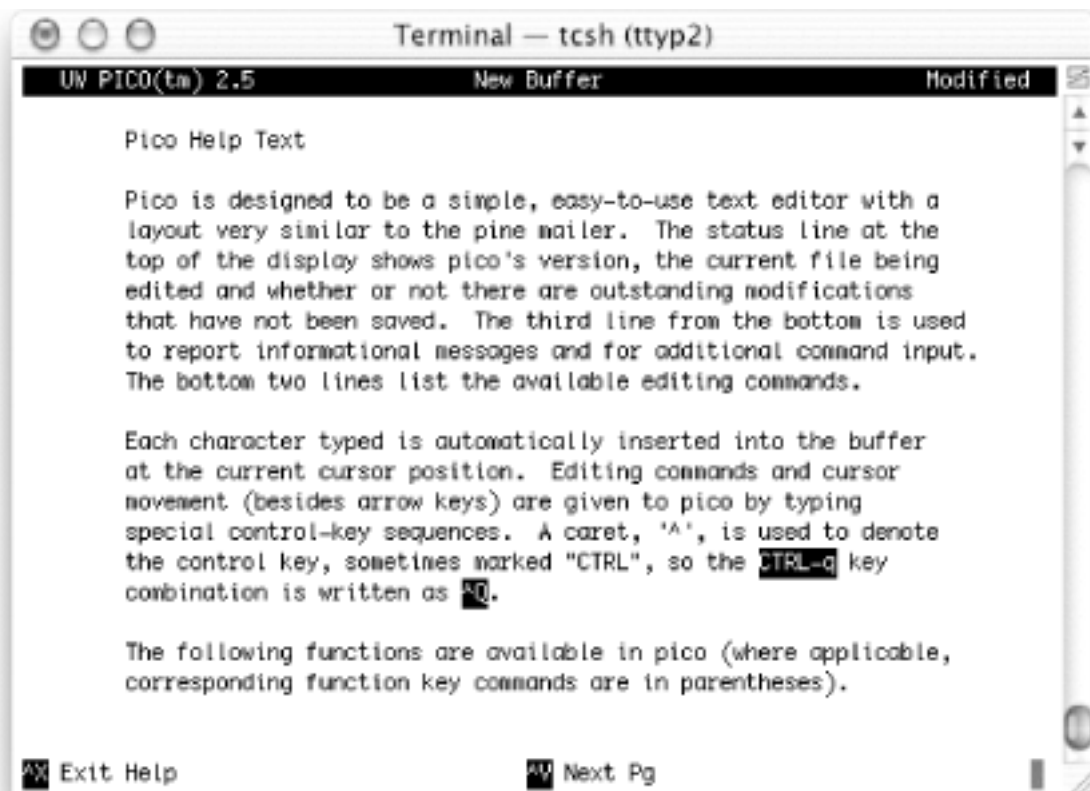 Terminal — tcsh (ttyp2)
UW PICO(tm) 2.5 New Buffer Modified
Pico Help Text
Pico is designed to be a simple, easy-to-use text editor with a
layout very similar to the pine mailer. The status line at the
top of the display shows pico's version, the current file being
edited and whether or not there are outstanding modifications
that have not been saved. The third line from the bottom is used
to report informational messages and for additional command input.
The bottom two lines list the available editing commands.
Each character typed is automatically inserted into the buffer
at the current cursor position. Editing commands and cursor
movement (besides arrow keys) are given to pico by typing
special control-key sequences. A caret, '^', is used to denote
the control key, sometimes marked "CTRL", so the CTRL-q key
combination is written as ^Q.
The following functions are available in pico (where applicable,
corresponding function key commands are in parentheses).
^X Exit Help ^V Next Pg